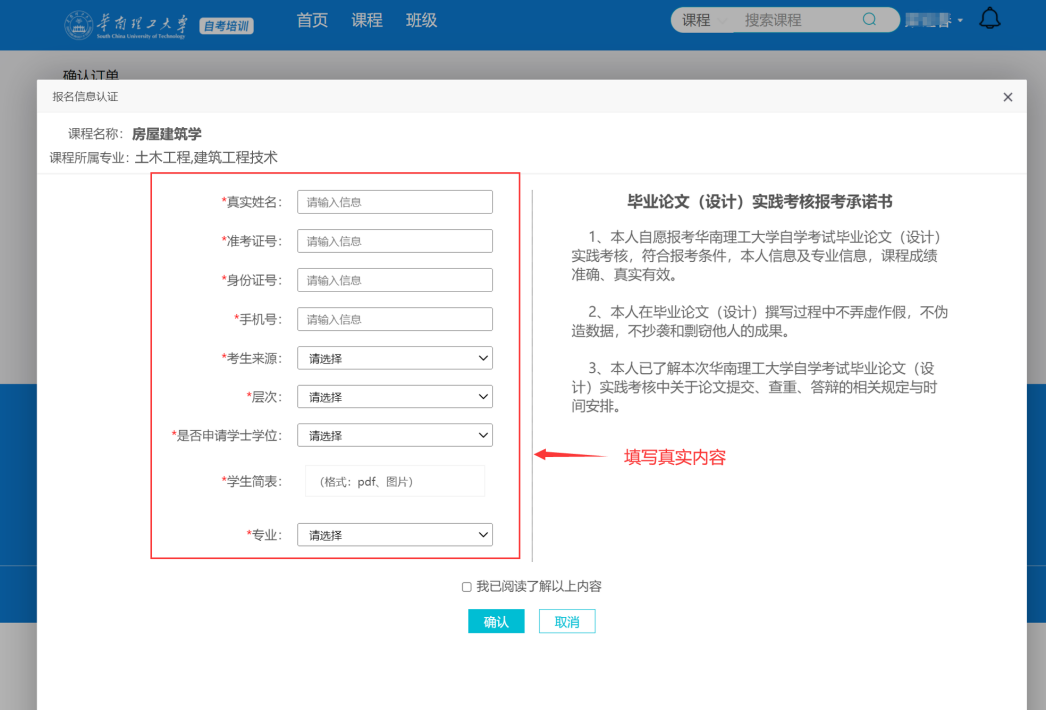 华南理工大学
South China University of Technology
自考培训
首页 课程 班级
课程 搜索课程
确认订单
报名信息认证
课程名称: 房屋建筑学
课程所属专业: 土木工程,建筑工程技术
*真实姓名: 请输入信息
*准考证号: 请输入信息
*身份证号: 请输入信息
*手机号: 请输入信息
*考生来源: 请选择
*层次: 请选择
*是否申请学士学位: 请选择
*学生简表: （格式：pdf、图片）
*专业: 请选择
毕业论文（设计）实践考核报考承诺书
1、本人自愿报考华南理工大学自学考试毕业论文（设计）
实践考核，符合报考条件，本人信息及专业信息，课程成绩
准确、真实有效。
2、本人在毕业论文（设计）撰写过程中不弄虚作假，不伪
造数据，不抄袭和剽窃他人的成果。
3、本人已了解本次华南理工大学自学考试毕业论文（设
计）实践考核中关于论文提交、查重、答辩的相关规定与时
间安排。
填写真实内容
我已阅读了解以上内容
确认 取消